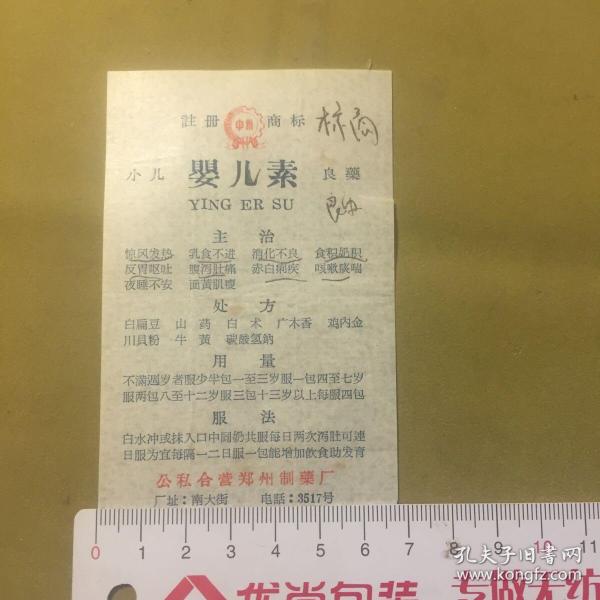 註冊 中州 商标
小儿 嬰儿素 良藥
YING ER SU
主治
惊风发热 乳食不进 消化不良 食积奶积
反胃呕吐 腹泻肚痛 赤白痢疾 咳嗽痰喘
夜睡不安 面黄肌瘦
处方
白扁豆 山药 白术 广木香 鸡内金
川貝粉 牛黄 碳酸氢鈉
用量
不滿週岁者服少半包一至三岁服一包四至七岁
服两包八至十二岁服三包十三岁以上每服四包
服法
白水冲或抹入口中同奶共服每日两次泻肚可連
日服为宜每隔一二日服一包能增加飲食助发育
公私合营郑州制藥厂
厂址：南大街 电話：3517号
0 1 2 3 4 5 6 7 8 9 10 11
孔夫子旧书网
www.kongfz.com